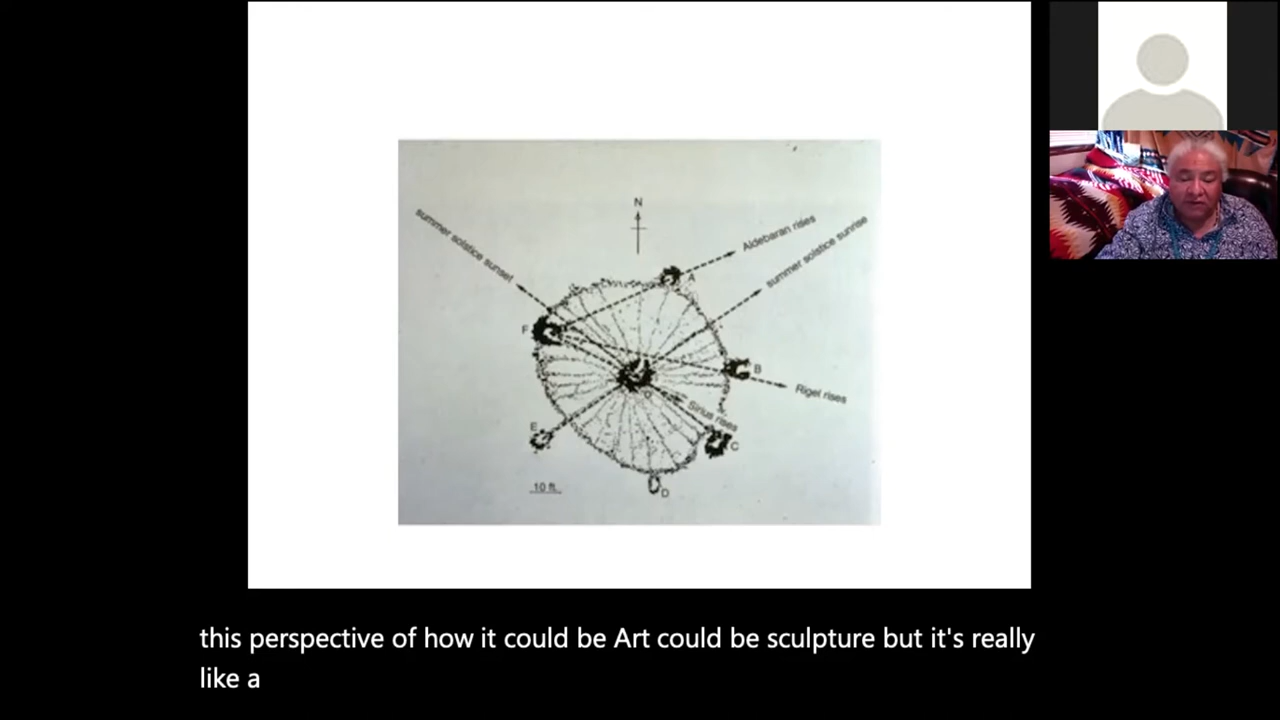 N
summer solstice sunset
Aldebaran rises
summer solstice sunrise
A
F
B
Rigel rises
Sirius rises
E
C
10 ft.
D
this perspective of how it could be Art could be sculpture but it's really
like a